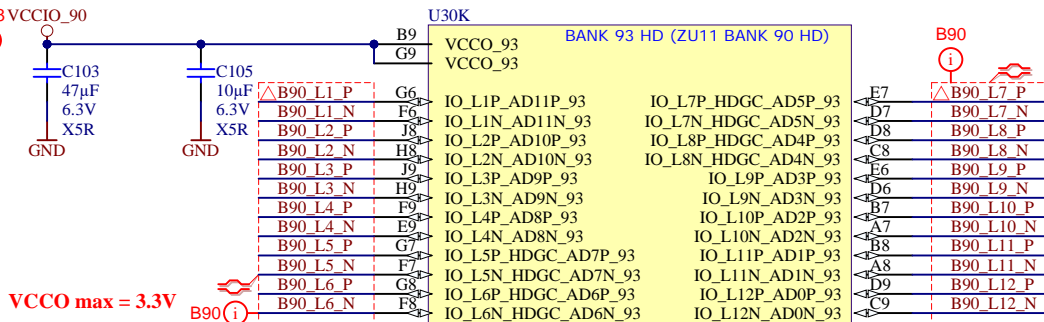 3 VCCIO_90
U30K
BANK 93 HD (ZU11 BANK 90 HD)
B9 VCCO_93
G9 VCCO_93
C103
47µF
6.3V
X5R
GND
C105
10µF
6.3V
X5R
GND
B90
i
B90_L1_P G6 IO_L1P_AD11P_93 IO_L7P_HDGC_AD5P_93 E7 B90_L7_P
B90_L1_N F6 IO_L1N_AD11N_93 IO_L7N_HDGC_AD5N_93 D7 B90_L7_N
B90_L2_P J8 IO_L2P_AD10P_93 IO_L8P_HDGC_AD4P_93 D8 B90_L8_P
B90_L2_N H8 IO_L2N_AD10N_93 IO_L8N_HDGC_AD4N_93 C8 B90_L8_N
B90_L3_P J9 IO_L3P_AD9P_93 IO_L9P_AD3P_93 E6 B90_L9_P
B90_L3_N H9 IO_L3N_AD9N_93 IO_L9N_AD3N_93 D6 B90_L9_N
B90_L4_P F9 IO_L4P_AD8P_93 IO_L10P_AD2P_93 B7 B90_L10_P
B90_L4_N E9 IO_L4N_AD8N_93 IO_L10N_AD2N_93 A7 B90_L10_N
B90_L5_P G7 IO_L5P_HDGC_AD7P_93 IO_L11P_AD1P_93 B8 B90_L11_P
B90_L5_N F7 IO_L5N_HDGC_AD7N_93 IO_L11N_AD1N_93 A8 B90_L11_N
B90_L6_P G8 IO_L6P_HDGC_AD6P_93 IO_L12P_AD0P_93 D9 B90_L12_P
B90_L6_N F8 IO_L6N_HDGC_AD6N_93 IO_L12N_AD0N_93 C9 B90_L12_N
VCCO max = 3.3V
B90 i